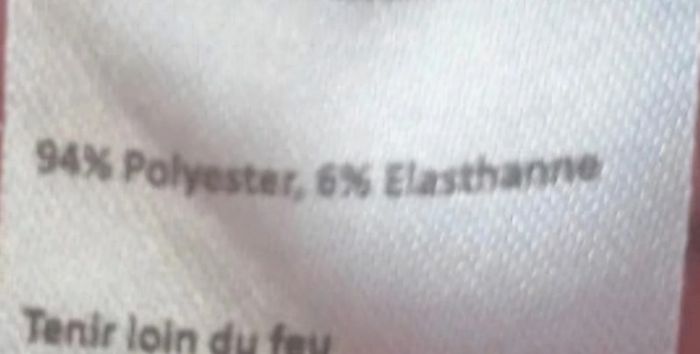 94% Polyester, 6% Elasthanne
Tenir loin du feu